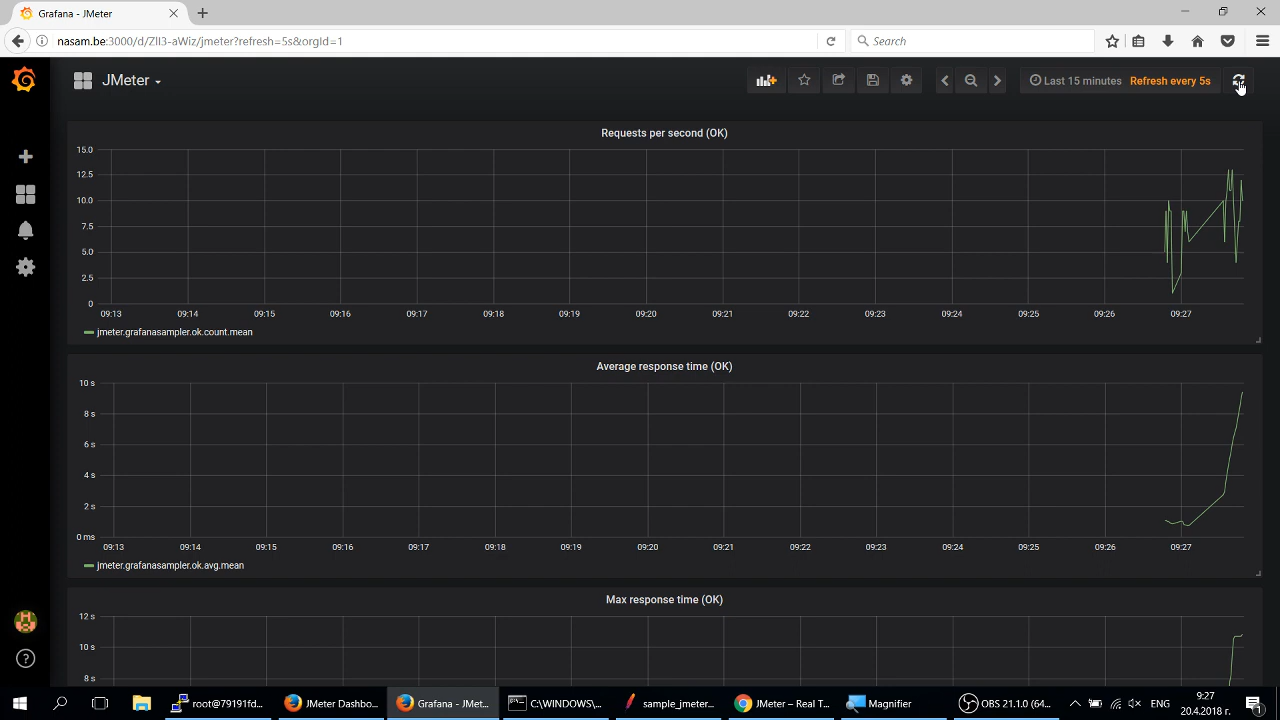 Grafana - JMeter
nasam.be:3000/d/ZlI3-aWiz/jmeter?refresh=5s&orgId=1
Search
JMeter
Last 15 minutes Refresh every 5s
Requests per second (OK)
15.0
12.5
10.0
7.5
5.0
2.5
0
09:13 09:14 09:15 09:16 09:17 09:18 09:19 09:20 09:21 09:22 09:23 09:24 09:25 09:26 09:27
jmeter.grafanasampler.ok.count.mean
Average response time (OK)
10 s
8 s
6 s
4 s
2 s
0 ms
09:13 09:14 09:15 09:16 09:17 09:18 09:19 09:20 09:21 09:22 09:23 09:24 09:25 09:26 09:27
jmeter.grafanasampler.ok.avg.mean
Max response time (OK)
12 s
10 s
8 s
?
root@79191fd... JMeter Dashbo... Grafana - JMet... C:\WINDOWS\... sample_jmeter... JMeter – Real T... Magnifier OBS 21.1.0 (64... ENG
9:27
20.4.2018 г.
1